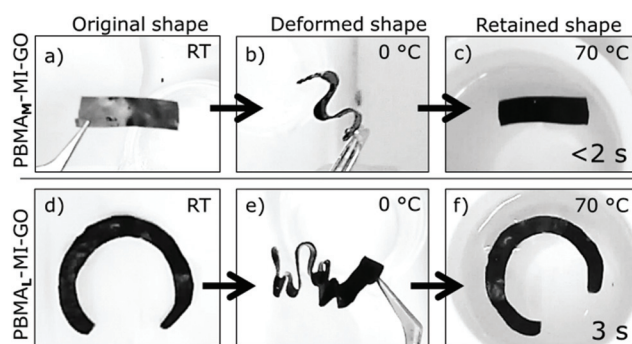 Original shape Deformed shape Retained shape
PBMAM-MI-GO
a) RT b) 0 °C c) 70 °C
<2 s
PBMAL-MI-GO
d) RT e) 0 °C f) 70 °C
3 s